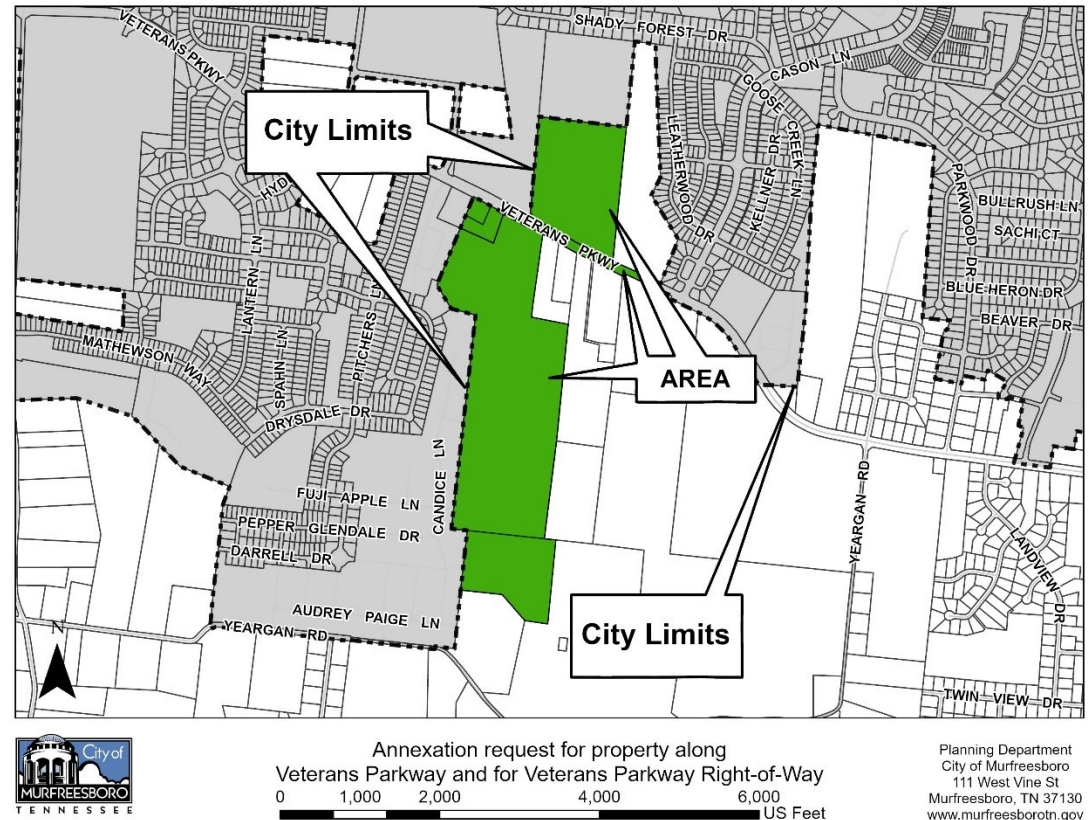 SHADY FOREST DR
VETERANS PKWY
CASON LN
GOOSE CREEK LN
City Limits
LEATHERWOOD DR
KELLNER DR
PARKWOOD DR
BULLRUSH LN
SACHI CT
HYD
VETERANS PKWY
LANTERN LN
BLUE HERON DR
BEAVER DR
PITCHERS LN
SPAHN LN
MATHEWSON WAY
AREA
DRYSDALE DR
CANDICE LN
FUJI APPLE LN
PEPPER GLENDALE DR
DARRELL DR
YEARGAN RD
LANDVIEW DR
AUDREY PAIGE LN
YEARGAN RD
City Limits
N
TWIN VIEW DR
City of
MURFREESBORO
TENNESSEE
Annexation request for property along
Veterans Parkway and for Veterans Parkway Right-of-Way
0 1,000 2,000 4,000 6,000
US Feet
Planning Department
City of Murfreesboro
111 West Vine St
Murfreesboro, TN 37130
www.murfreesborotn.gov